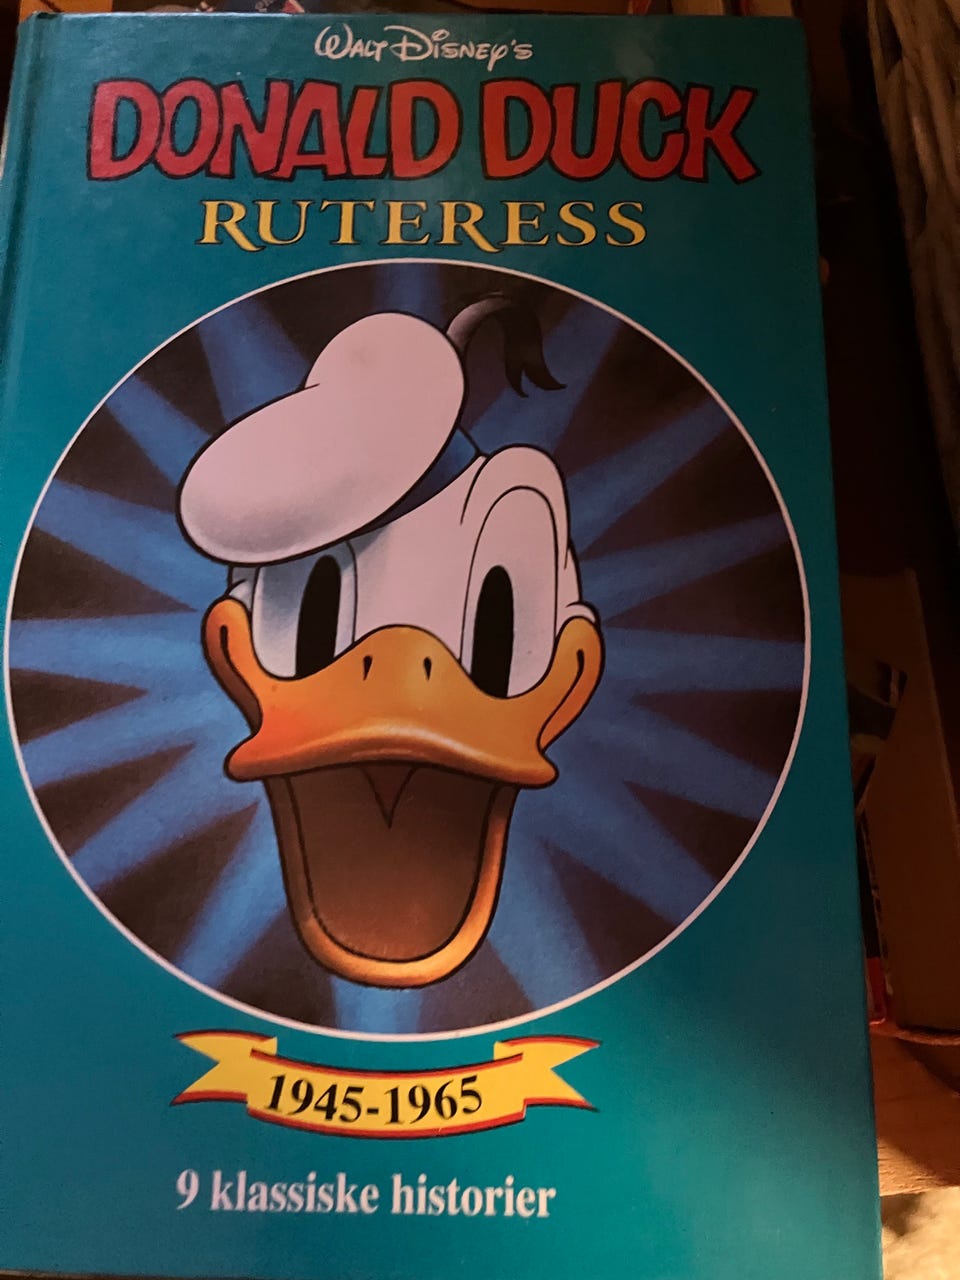 WALT DISNEY'S
DONALD DUCK
RUTERESS
1945-1965
9 klassiske historier